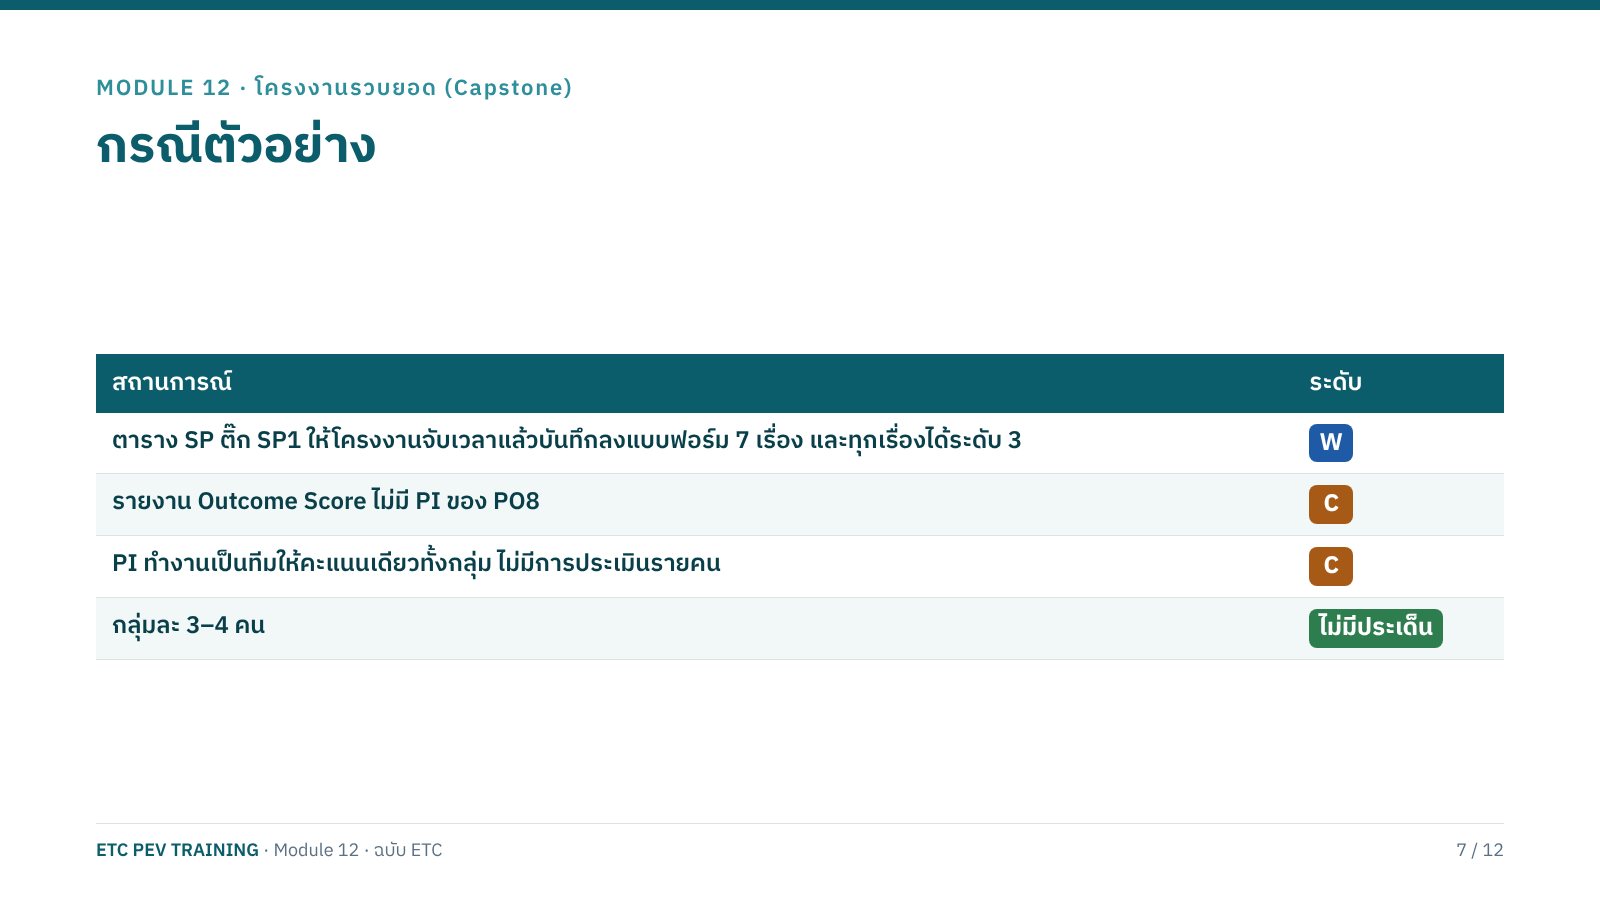 MODULE 12 · โครงงานรวบยอด (Capstone)
กรณีตัวอย่าง
สถานการณ์ ระดับ
ตาราง SP ติ๊ก SP1 ให้โครงงานจับเวลาแล้วบันทึกลงแบบฟอร์ม 7 เรื่อง และทุกเรื่องได้ระดับ 3 W
รายงาน Outcome Score ไม่มี PI ของ PO8 C
PI ทำงานเป็นทีมให้คะแนนเดียวทั้งกลุ่ม ไม่มีการประเมินรายคน C
กลุ่มละ 3–4 คน ไม่มีประเด็น
ETC PEV TRAINING · Module 12 · ฉบับ ETC 7 / 12